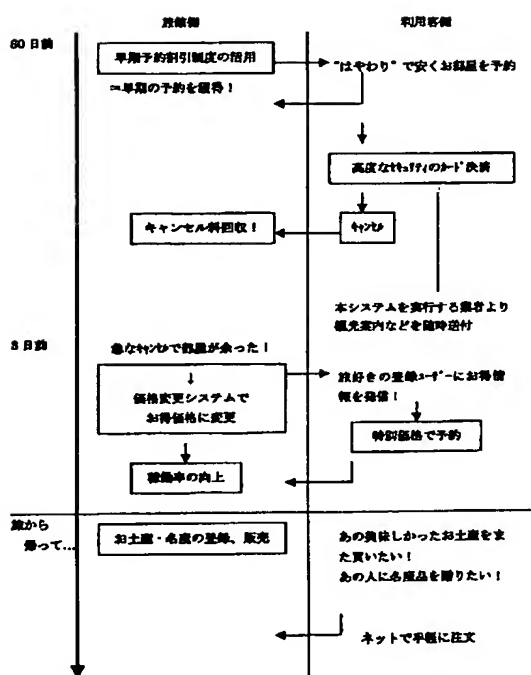 旅館側
利用客側
60日前
早期予約割引制度の活用
"はやわり"で安くお部屋を予約
=早期の予約を獲得！
高度なセキュリティのカード決済
キャンセル料回収！
キャンセル
本システムを実行する業者より
観光案内などを随時送付
3日前
急なキャンセルで部屋が余った！
↓
価格変更システムで
お得価格に変更
旅好きの登録ユーザーにお得情
報を発信！
特別価格で予約
稼働率の向上
旅から
帰って…
お土産・名産の登録、販売
あの美味しかったお土産をま
た買いたい！
あの人に名産品を贈りたい！
ネットで手軽に注文